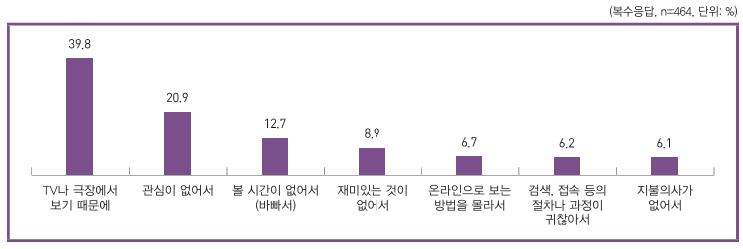 (복수응답, n=464, 단위: %)
39.8
20.9
12.7
8.9
6.7
6.2
6.1
TV나 극장에서
보기 때문에
관심이 없어서
볼 시간이 없어서
(바빠서)
재미있는 것이
없어서
온라인으로 보는
방법을 몰라서
검색, 접속 등의
절차나 과정이
귀찮아서
지불의사가
없어서